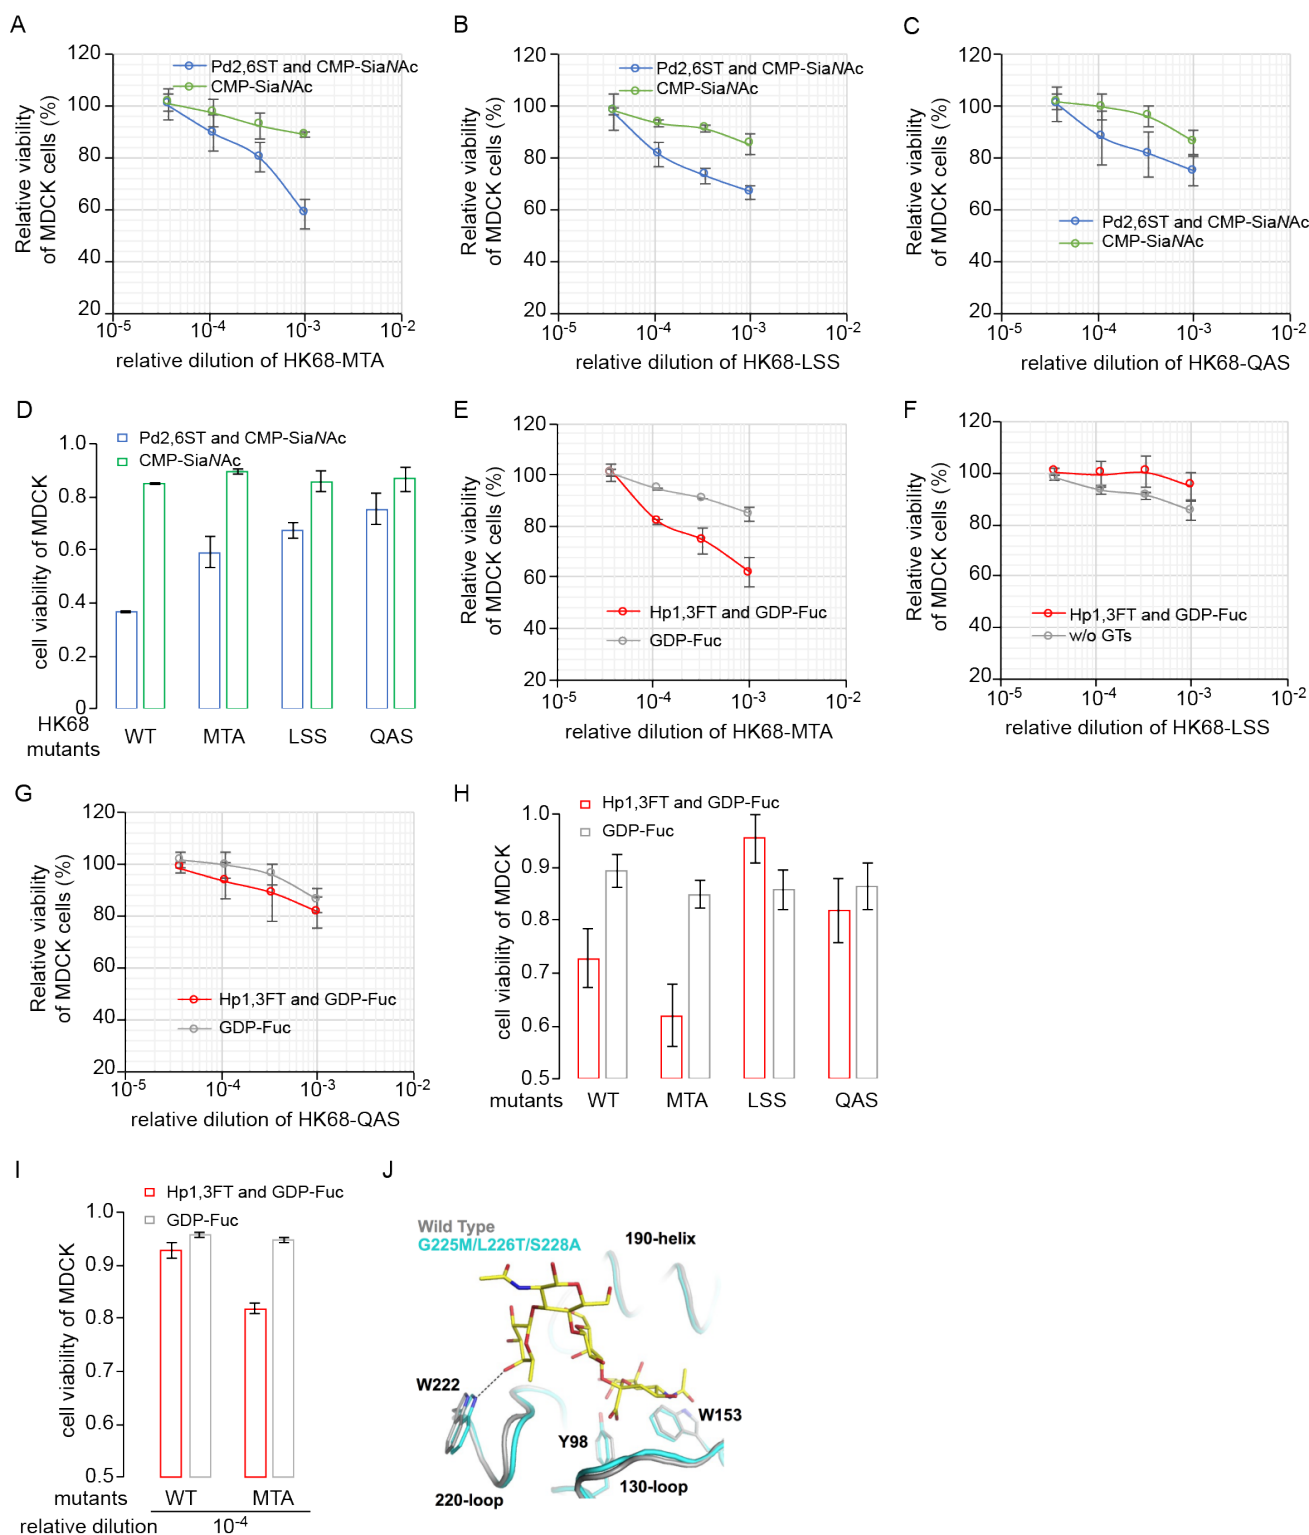 A
120
100
80
60
40
20
Relative viability
of MDCK cells (%)
Pd2,6ST and CMP-SiaNAc
CMP-SiaNAc
10-5
10-4
10-3
10-2
relative dilution of HK68-MTA
B
120
100
80
60
40
20
Relative viability
of MDCK cells (%)
Pd2,6ST and CMP-SiaNAc
CMP-SiaNAc
10-5
10-4
10-3
10-2
relative dilution of HK68-LSS
C
120
100
80
60
40
20
Relative viability
of MDCK cells (%)
Pd2,6ST and CMP-SiaNAc
CMP-SiaNAc
10-5
10-4
10-3
10-2
relative dilution of HK68-QAS
D
Pd2,6ST and CMP-SiaNAc
CMP-SiaNAc
1.0
0.8
0.6
0.4
0.2
0
cell viability of MDCK
HK68
mutants
WT
MTA
LSS
QAS
E
120
100
80
60
40
20
Relative viability
of MDCK cells (%)
Hp1,3FT and GDP-Fuc
GDP-Fuc
10-5
10-4
10-3
10-2
relative dilution of HK68-MTA
F
120
100
80
60
40
20
Relative viability
of MDCK cells (%)
Hp1,3FT and GDP-Fuc
w/o GTs
10-5
10-4
10-3
10-2
relative dilution of HK68-LSS
G
120
100
80
60
40
20
Relative viability
of MDCK cells (%)
Hp1,3FT and GDP-Fuc
GDP-Fuc
10-5
10-4
10-3
10-2
relative dilution of HK68-QAS
H
Hp1,3FT and GDP-Fuc
GDP-Fuc
1.0
0.9
0.8
0.7
0.6
0.5
cell viability of MDCK
mutants
WT
MTA
LSS
QAS
I
Hp1,3FT and GDP-Fuc
GDP-Fuc
1.0
0.9
0.8
0.7
0.6
0.5
cell viability of MDCK
mutants
WT
MTA
relative dilution
10-4
J
Wild Type
G225M/L226T/S228A
190-helix
W222
W153
Y98
130-loop
220-loop